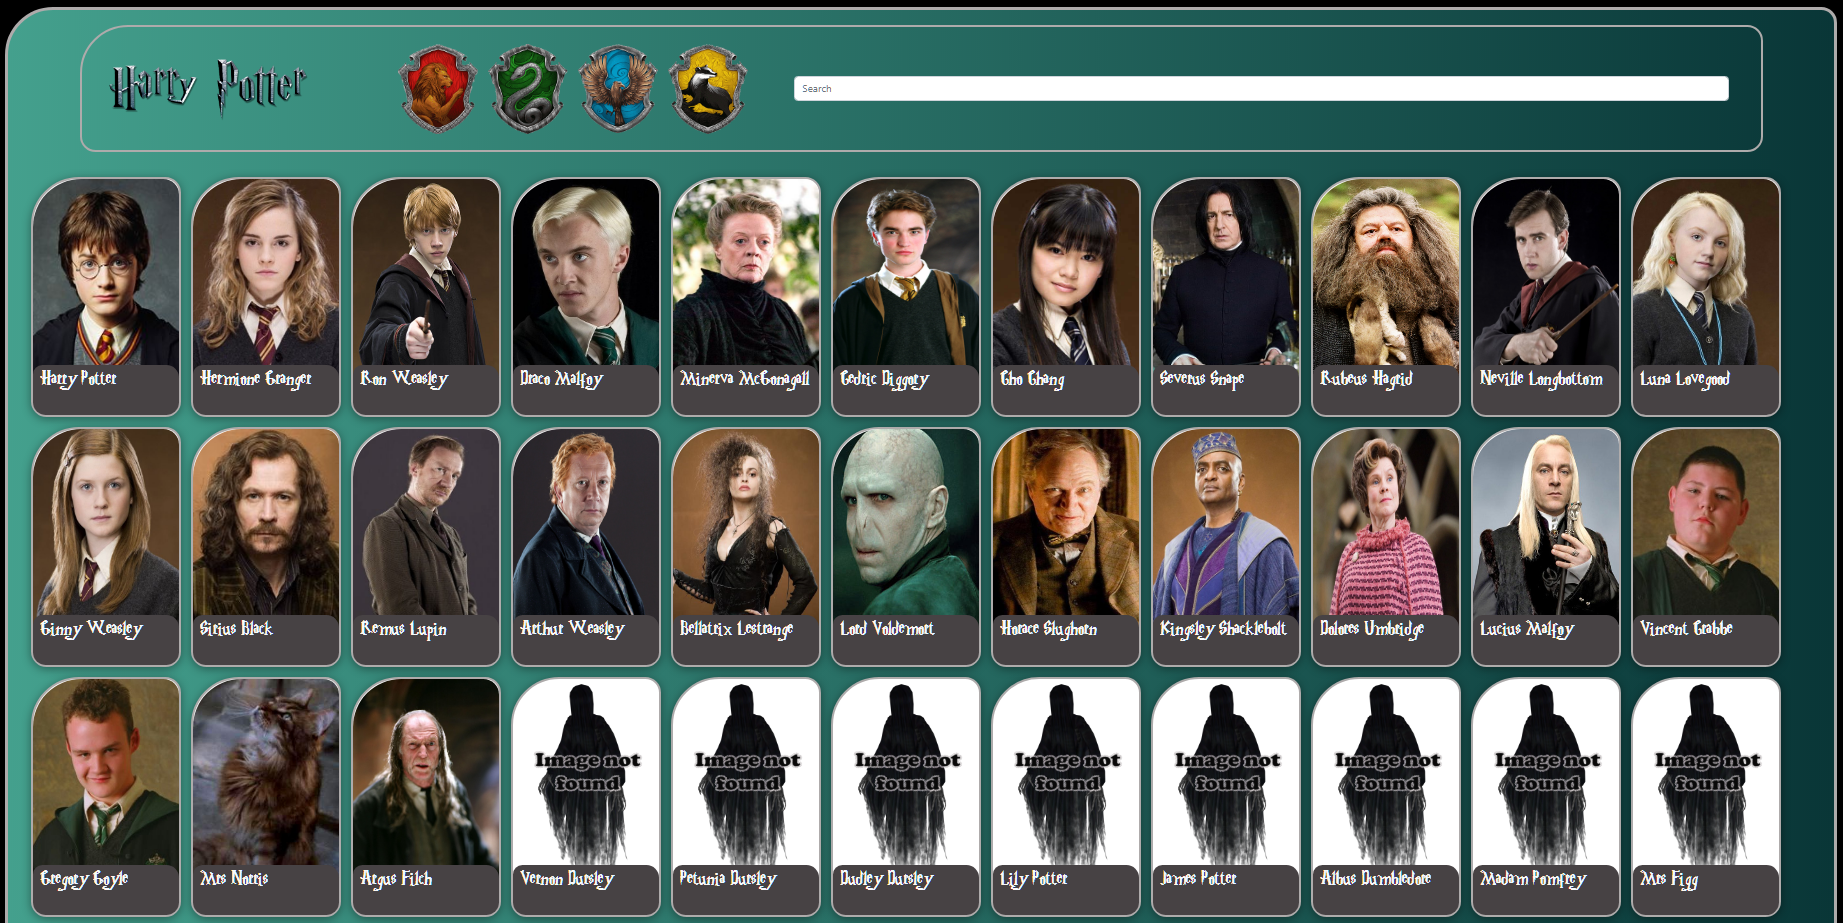 Harry Potter
Search
Harry Potter
Hermione Granger
Ron Weasley
Draco Malfoy
Minerva McGonagall
Cedric Diggory
Cho Chang
Severus Snape
Rubeus Hagrid
Neville Longbottom
Luna Lovegood
Ginny Weasley
Sirius Black
Remus Lupin
Arthur Weasley
Bellatrix Lestrange
Lord Voldemort
Horace Slughorn
Kingsley Shacklebolt
Dolores Umbridge
Lucius Malfoy
Vincent Crabbe
Gregory Goyle
Mrs Norris
Argus Filch
Image not
found
Vernon Dursley
Image not
found
Petunia Dursley
Image not
found
Dudley Dursley
Image not
found
Lily Potter
Image not
found
James Potter
Image not
found
Albus Dumbledore
Image not
found
Madam Pomfrey
Image not
found
Mrs Figg